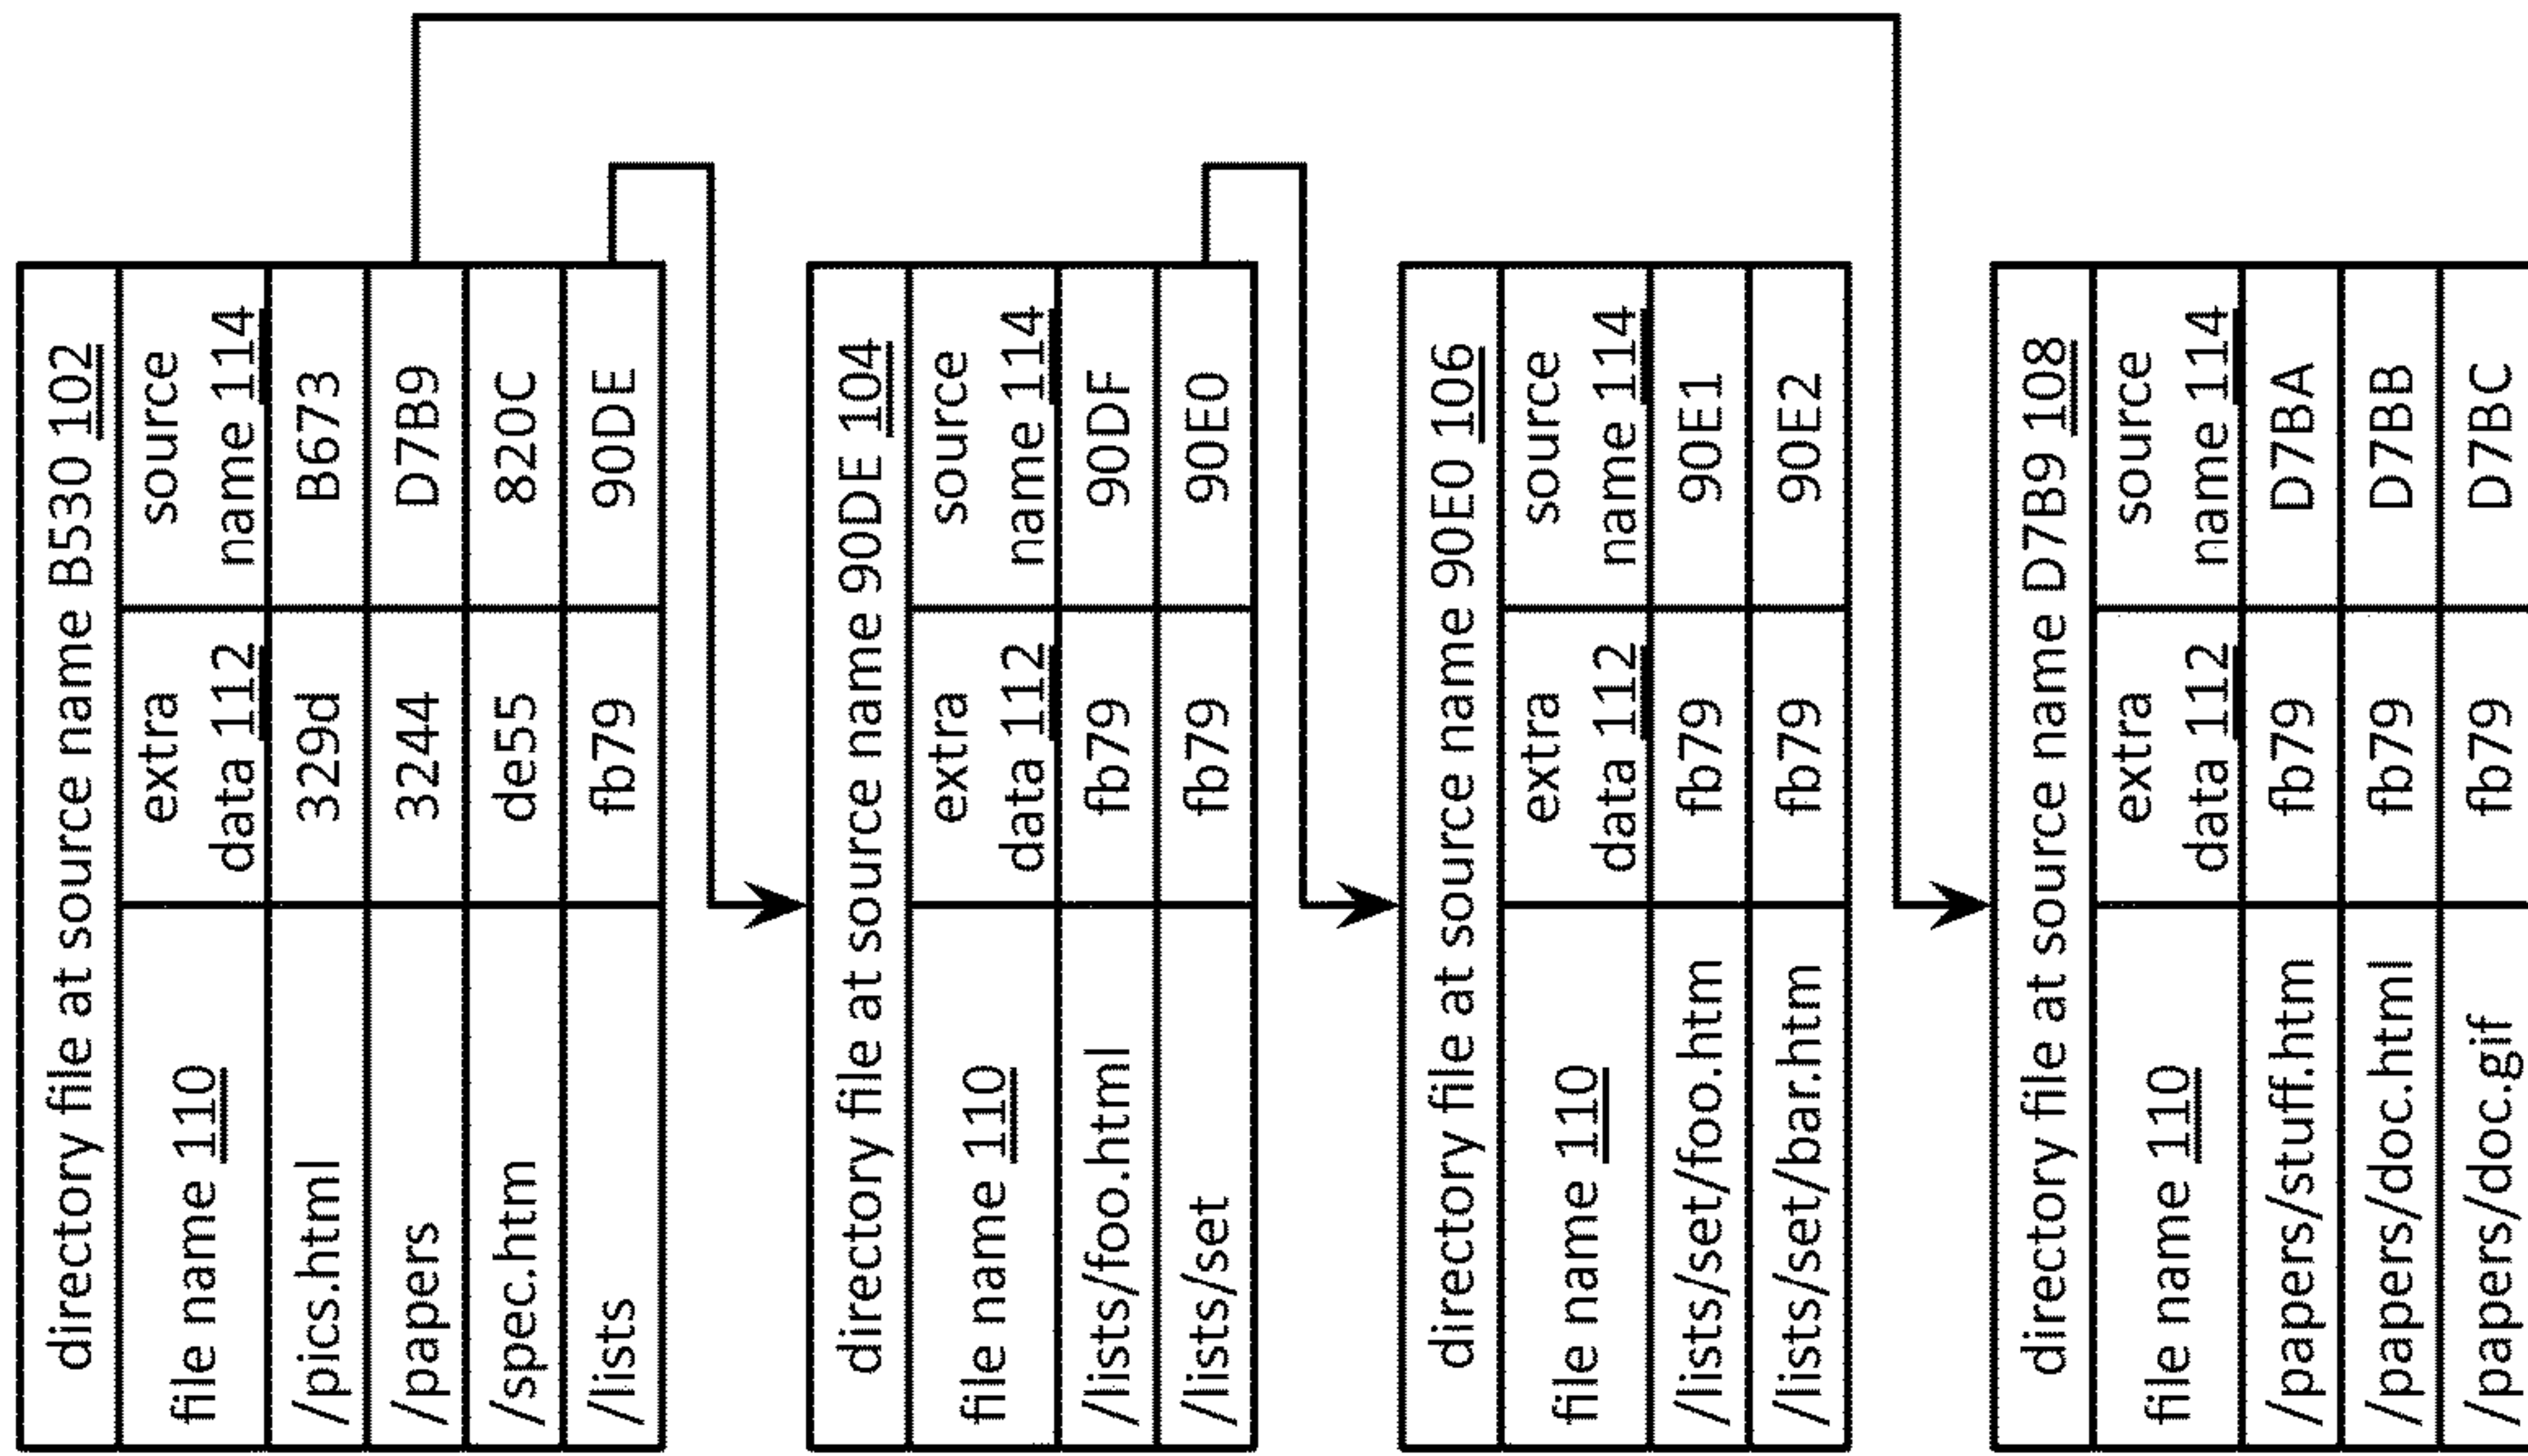 directory file at source name B530 102
file name 110 extra data 112 source name 114
/pics.html 329d B673
/papers 3244 D7B9
/spec.htm de55 820C
/lists fb79 90DE
directory file at source name 90DE 104
file name 110 extra data 112 source name 114
/lists/foo.html fb79 90DF
/lists/set fb79 90E0
directory file at source name 90E0 106
file name 110 extra data 112 source name 114
/lists/set/foo.htm fb79 90E1
/lists/set/bar.htm fb79 90E2
directory file at source name D7B9 108
file name 110 extra data 112 source name 114
/papers/stuff.htm fb79 D7BA
/papers/doc.html fb79 D7BB
/papers/doc.gif fb79 D7BC